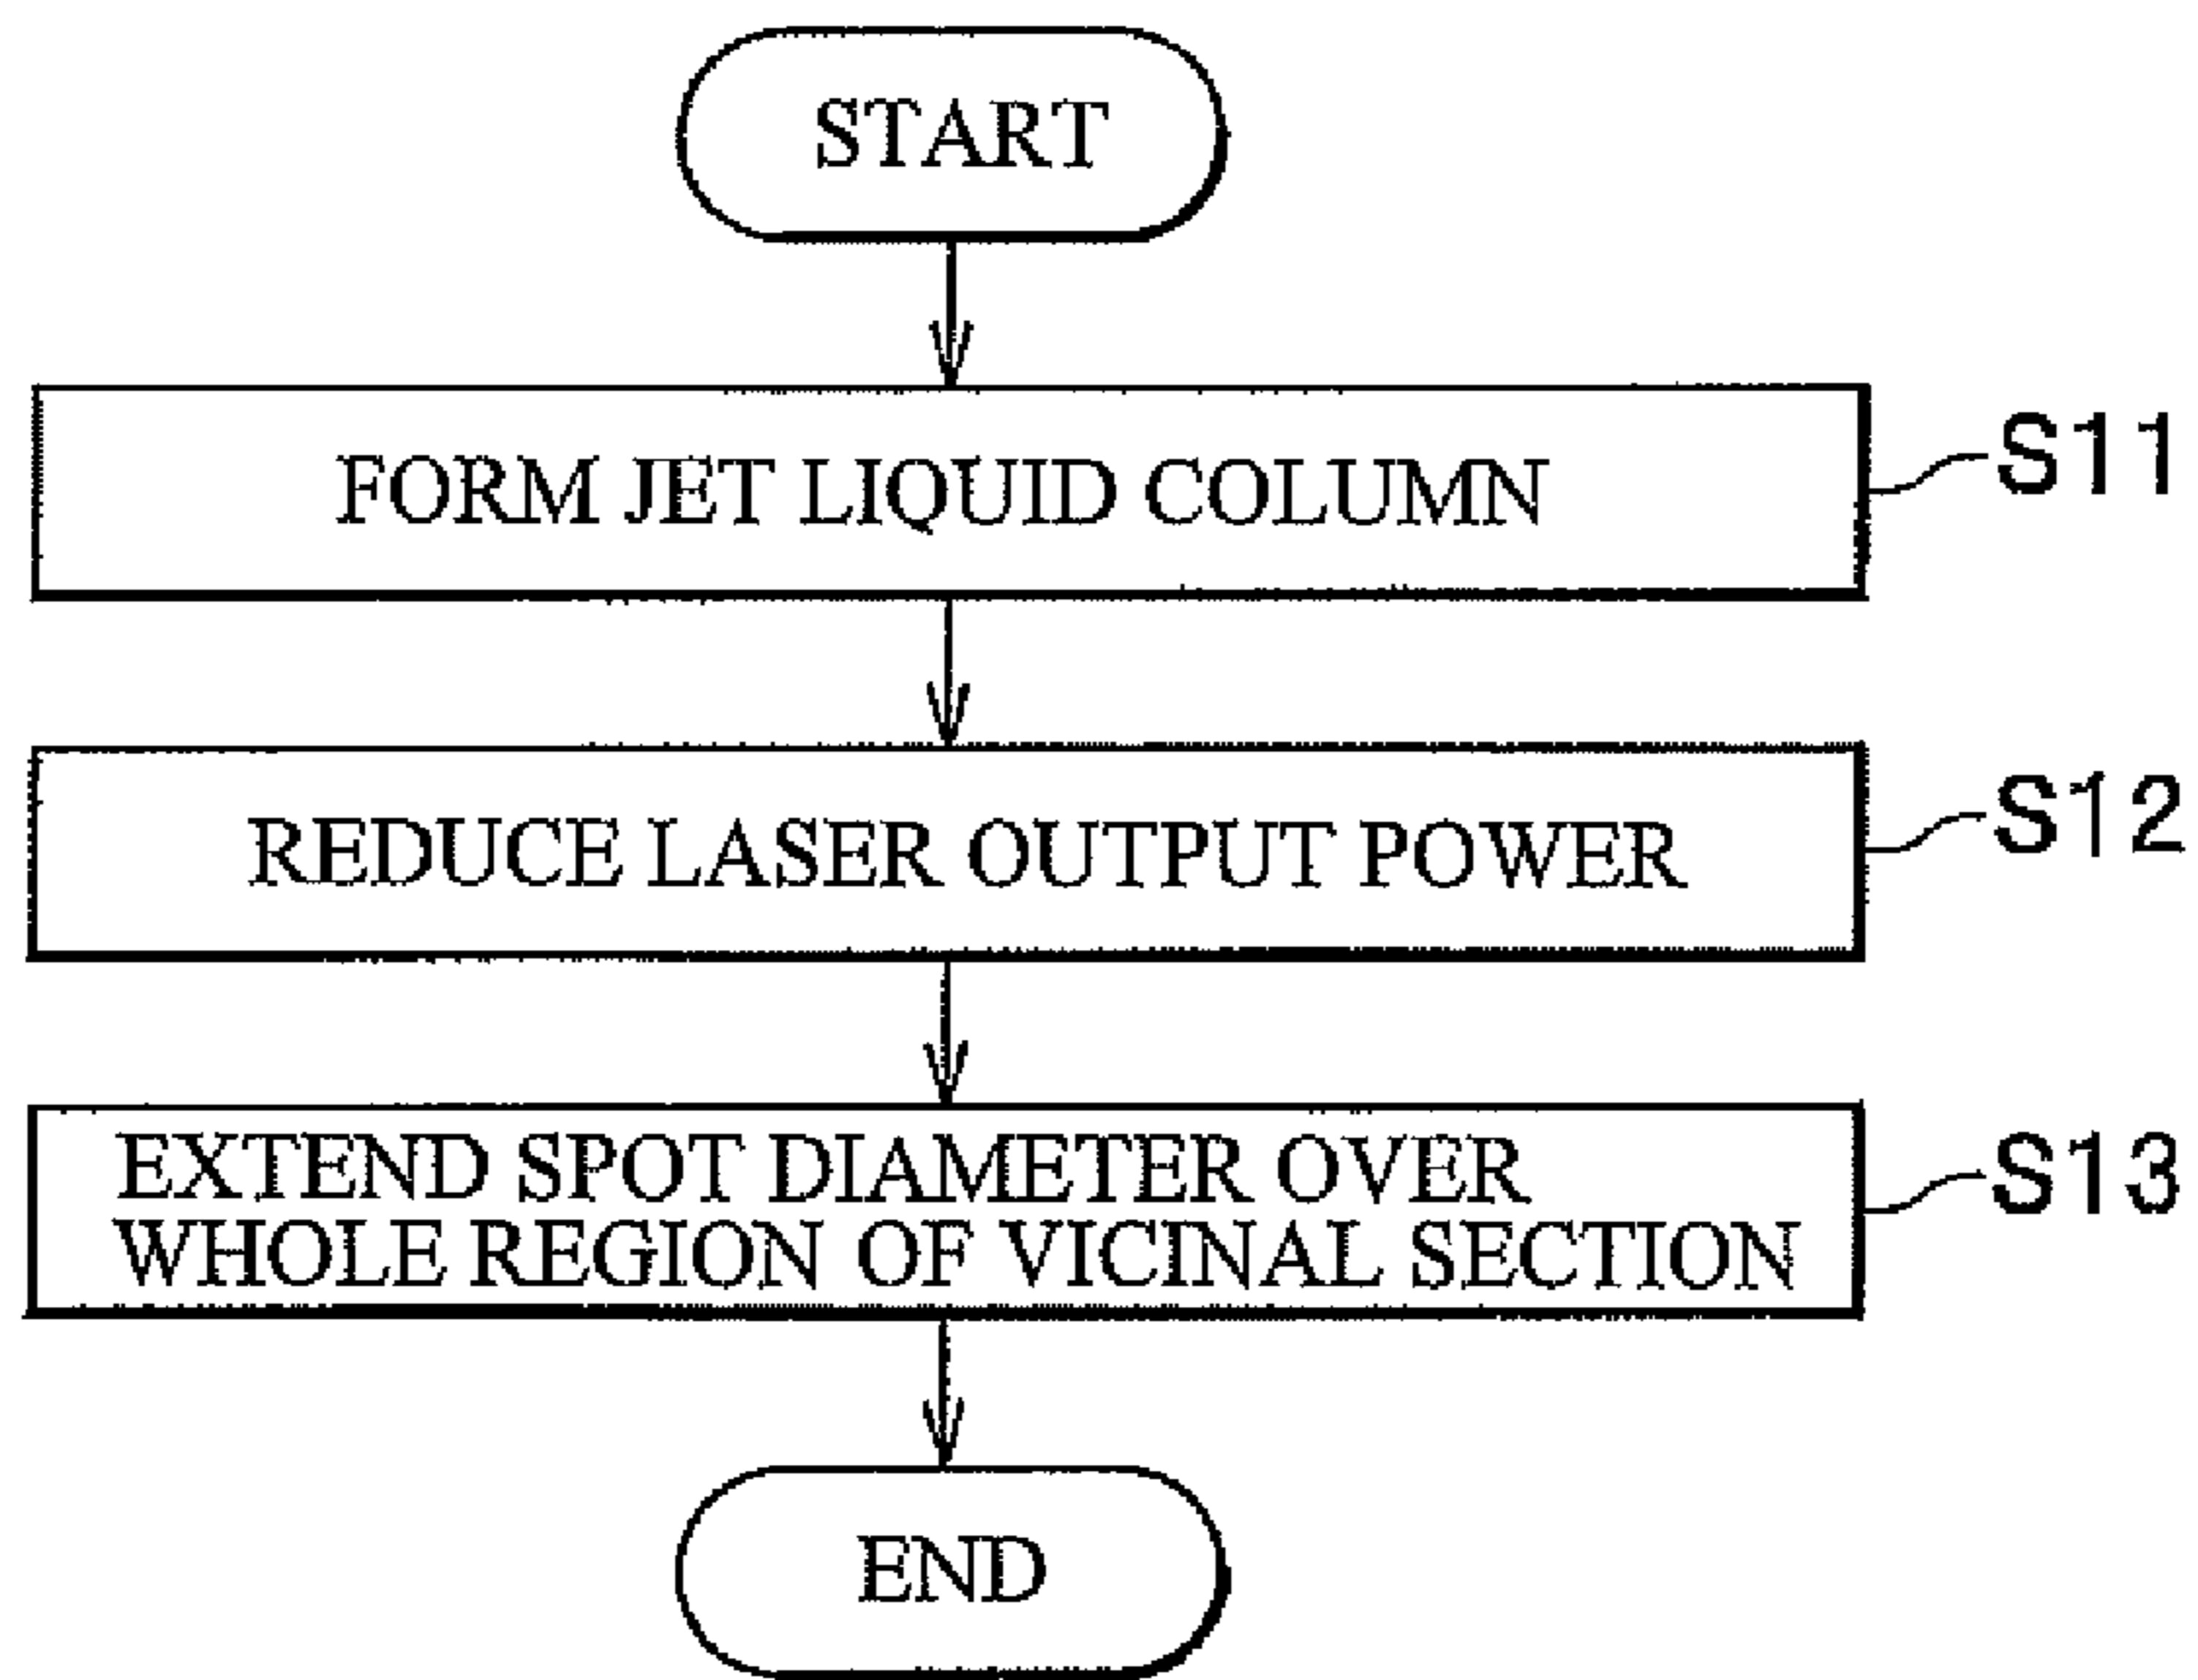 START
FORM JET LIQUID COLUMN
S11
REDUCE LASER OUTPUT POWER
S12
EXTEND SPOT DIAMETER OVER
WHOLE REGION OF VICINAL SECTION
S13
END